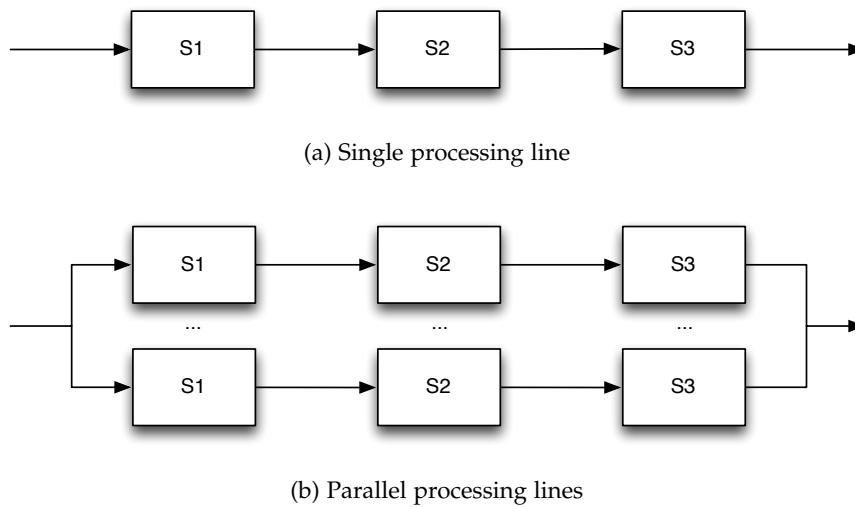 S1 S2 S3
(a) Single processing line
S1 S2 S3
... ... ...
S1 S2 S3
(b) Parallel processing lines